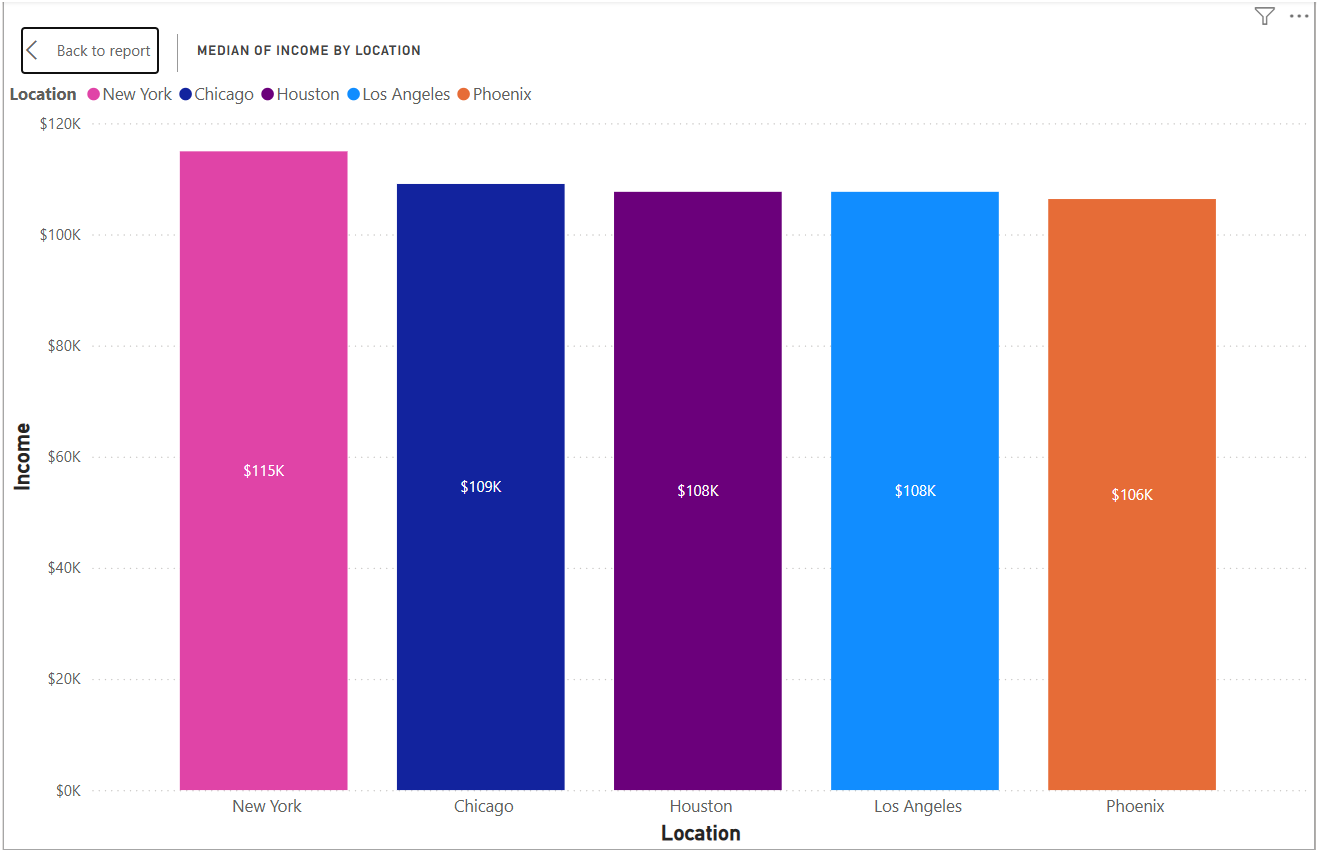 Back to report
MEDIAN OF INCOME BY LOCATION
Location New York Chicago Houston Los Angeles Phoenix
$120K
$100K
$80K
$60K
$40K
$20K
$0K
Income
$115K
$109K
$108K
$108K
$106K
New York Chicago Houston Los Angeles Phoenix
Location